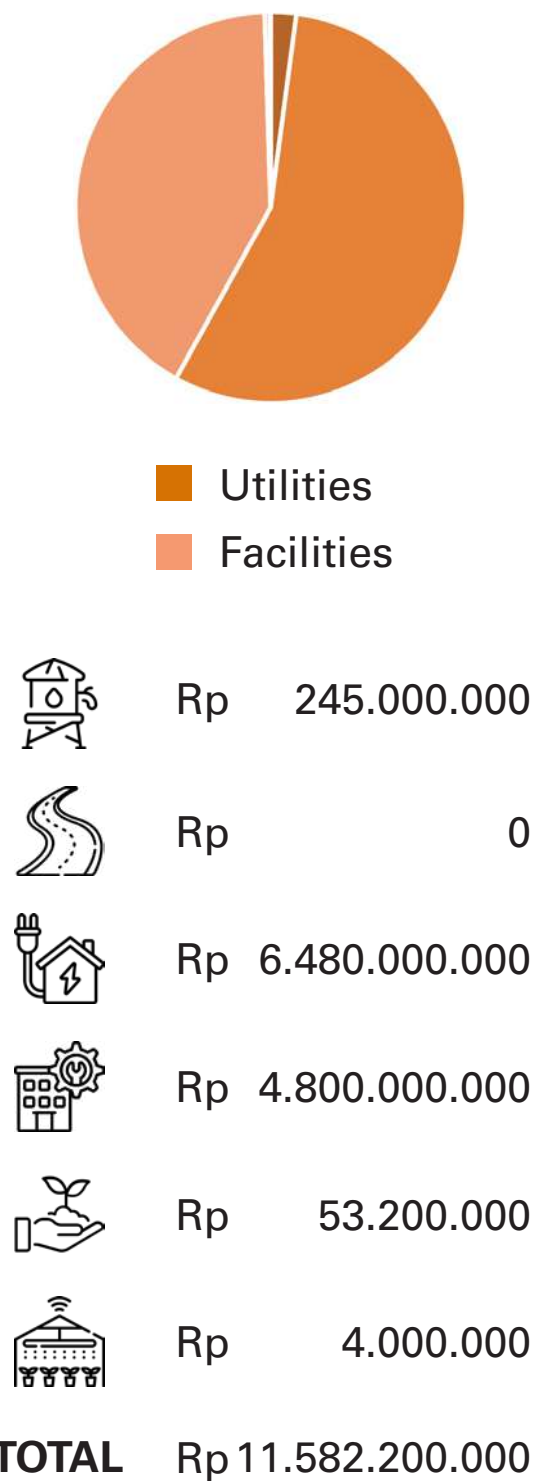 Utilities
Facilities
Rp 245.000.000
Rp 0
Rp 6.480.000.000
Rp 4.800.000.000
Rp 53.200.000
Rp 4.000.000
TOTAL Rp 11.582.200.000